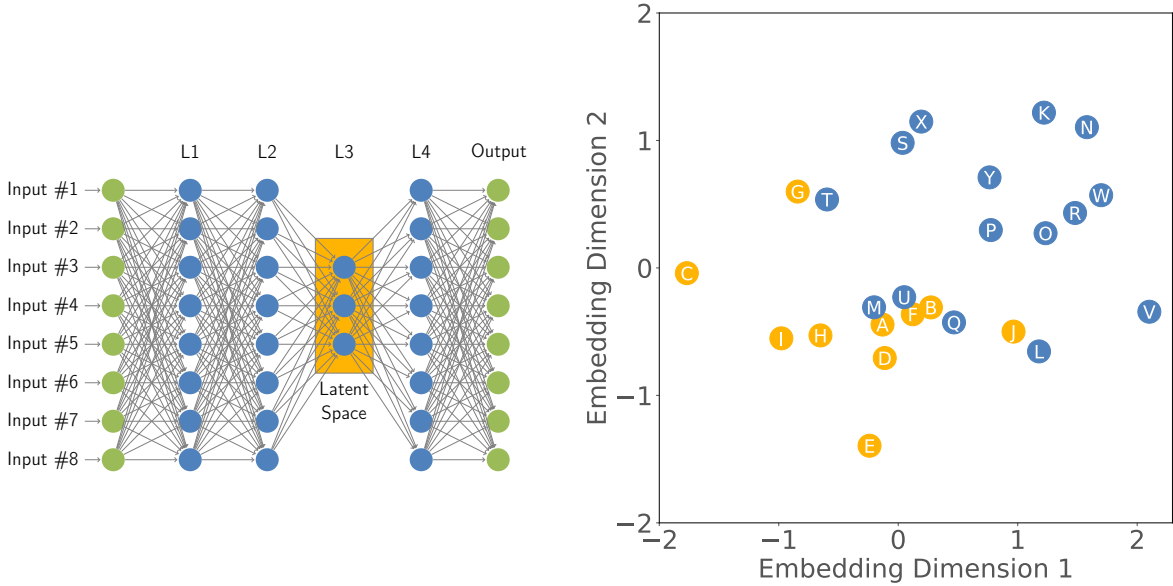 L1 L2 L3 L4 Output
Input #1
Input #2
Input #3
Input #4
Input #5
Input #6
Input #7
Input #8
Latent
Space
Embedding Dimension 2
2
1
0
−1
−2
K
X
N
S
Y
G
T
W
R
P
O
C
U
M
B
V
F
Q
A
J
H
I
L
D
E
−2 −1 0 1 2
Embedding Dimension 1